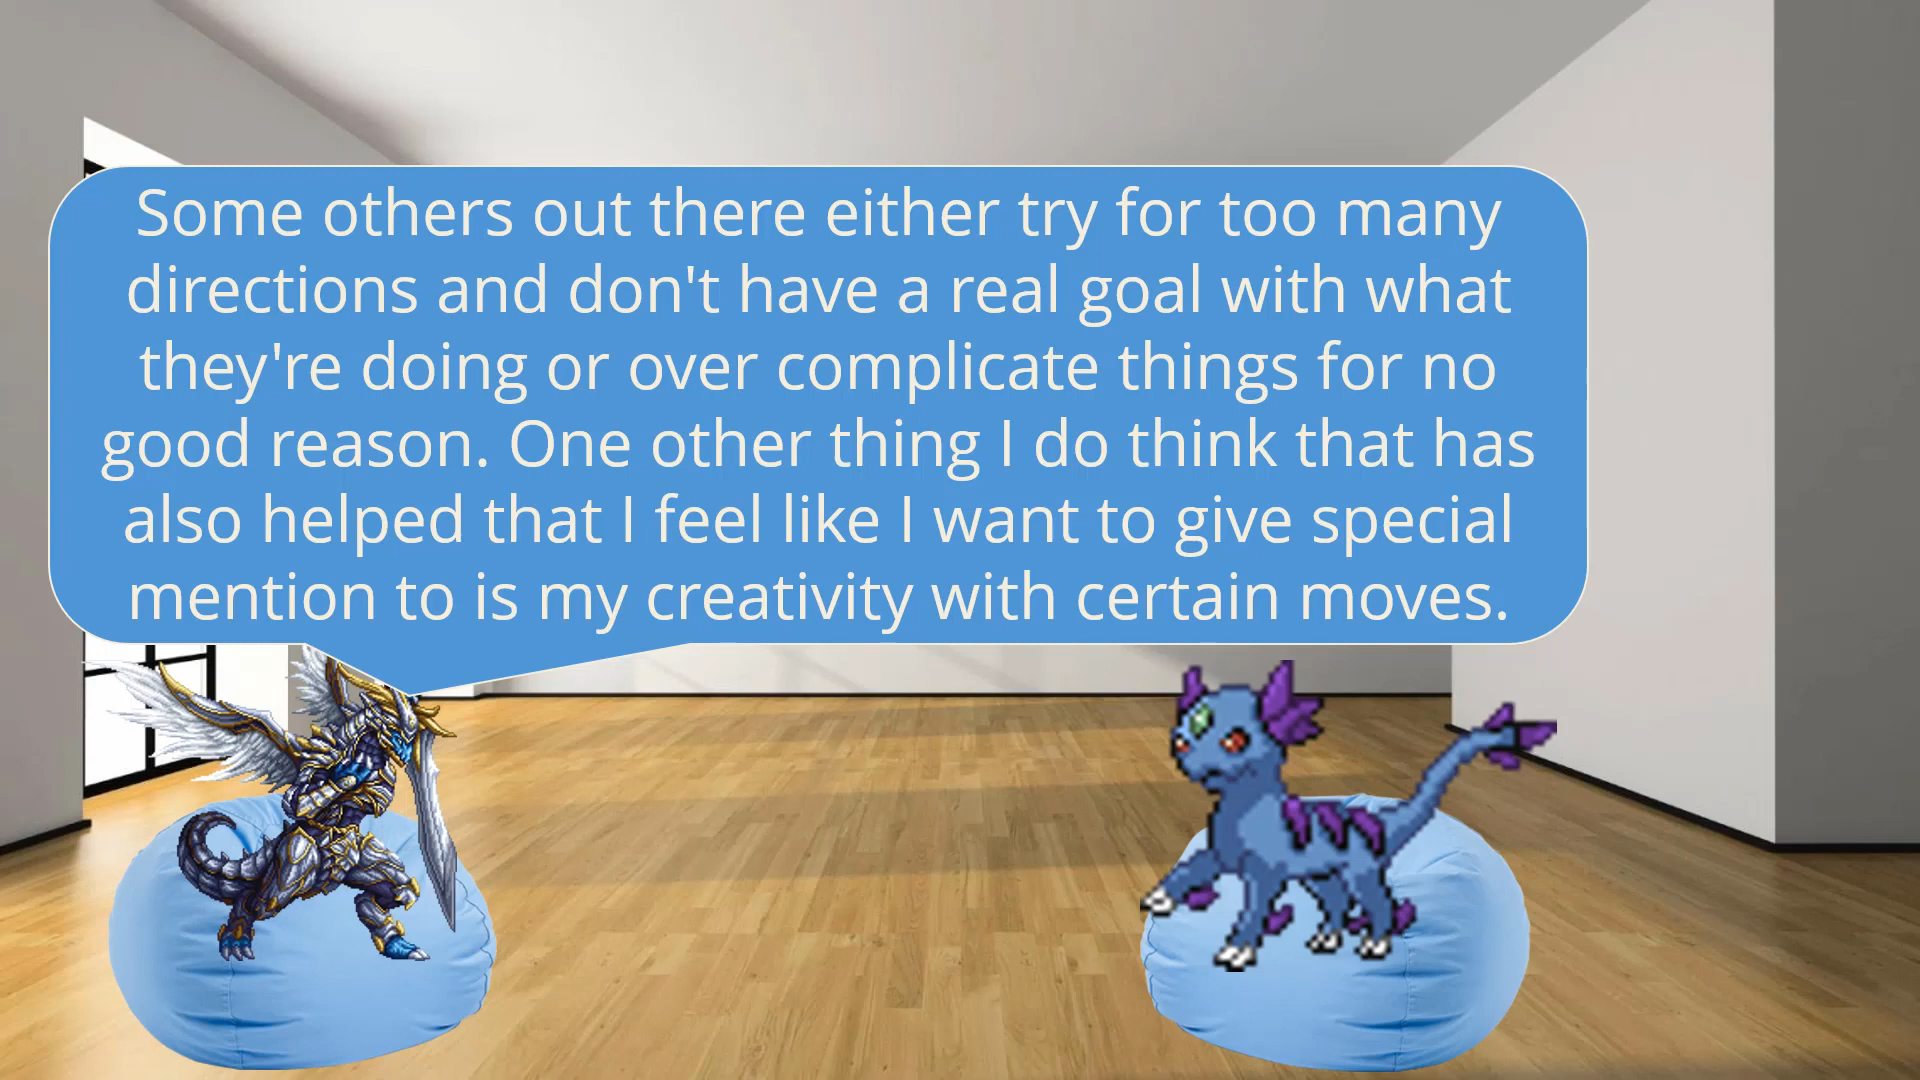 Some others out there either try for too many
directions and don't have a real goal with what
they're doing or over complicate things for no
good reason. One other thing I do think that has
also helped that I feel like I want to give special
mention to is my creativity with certain moves.